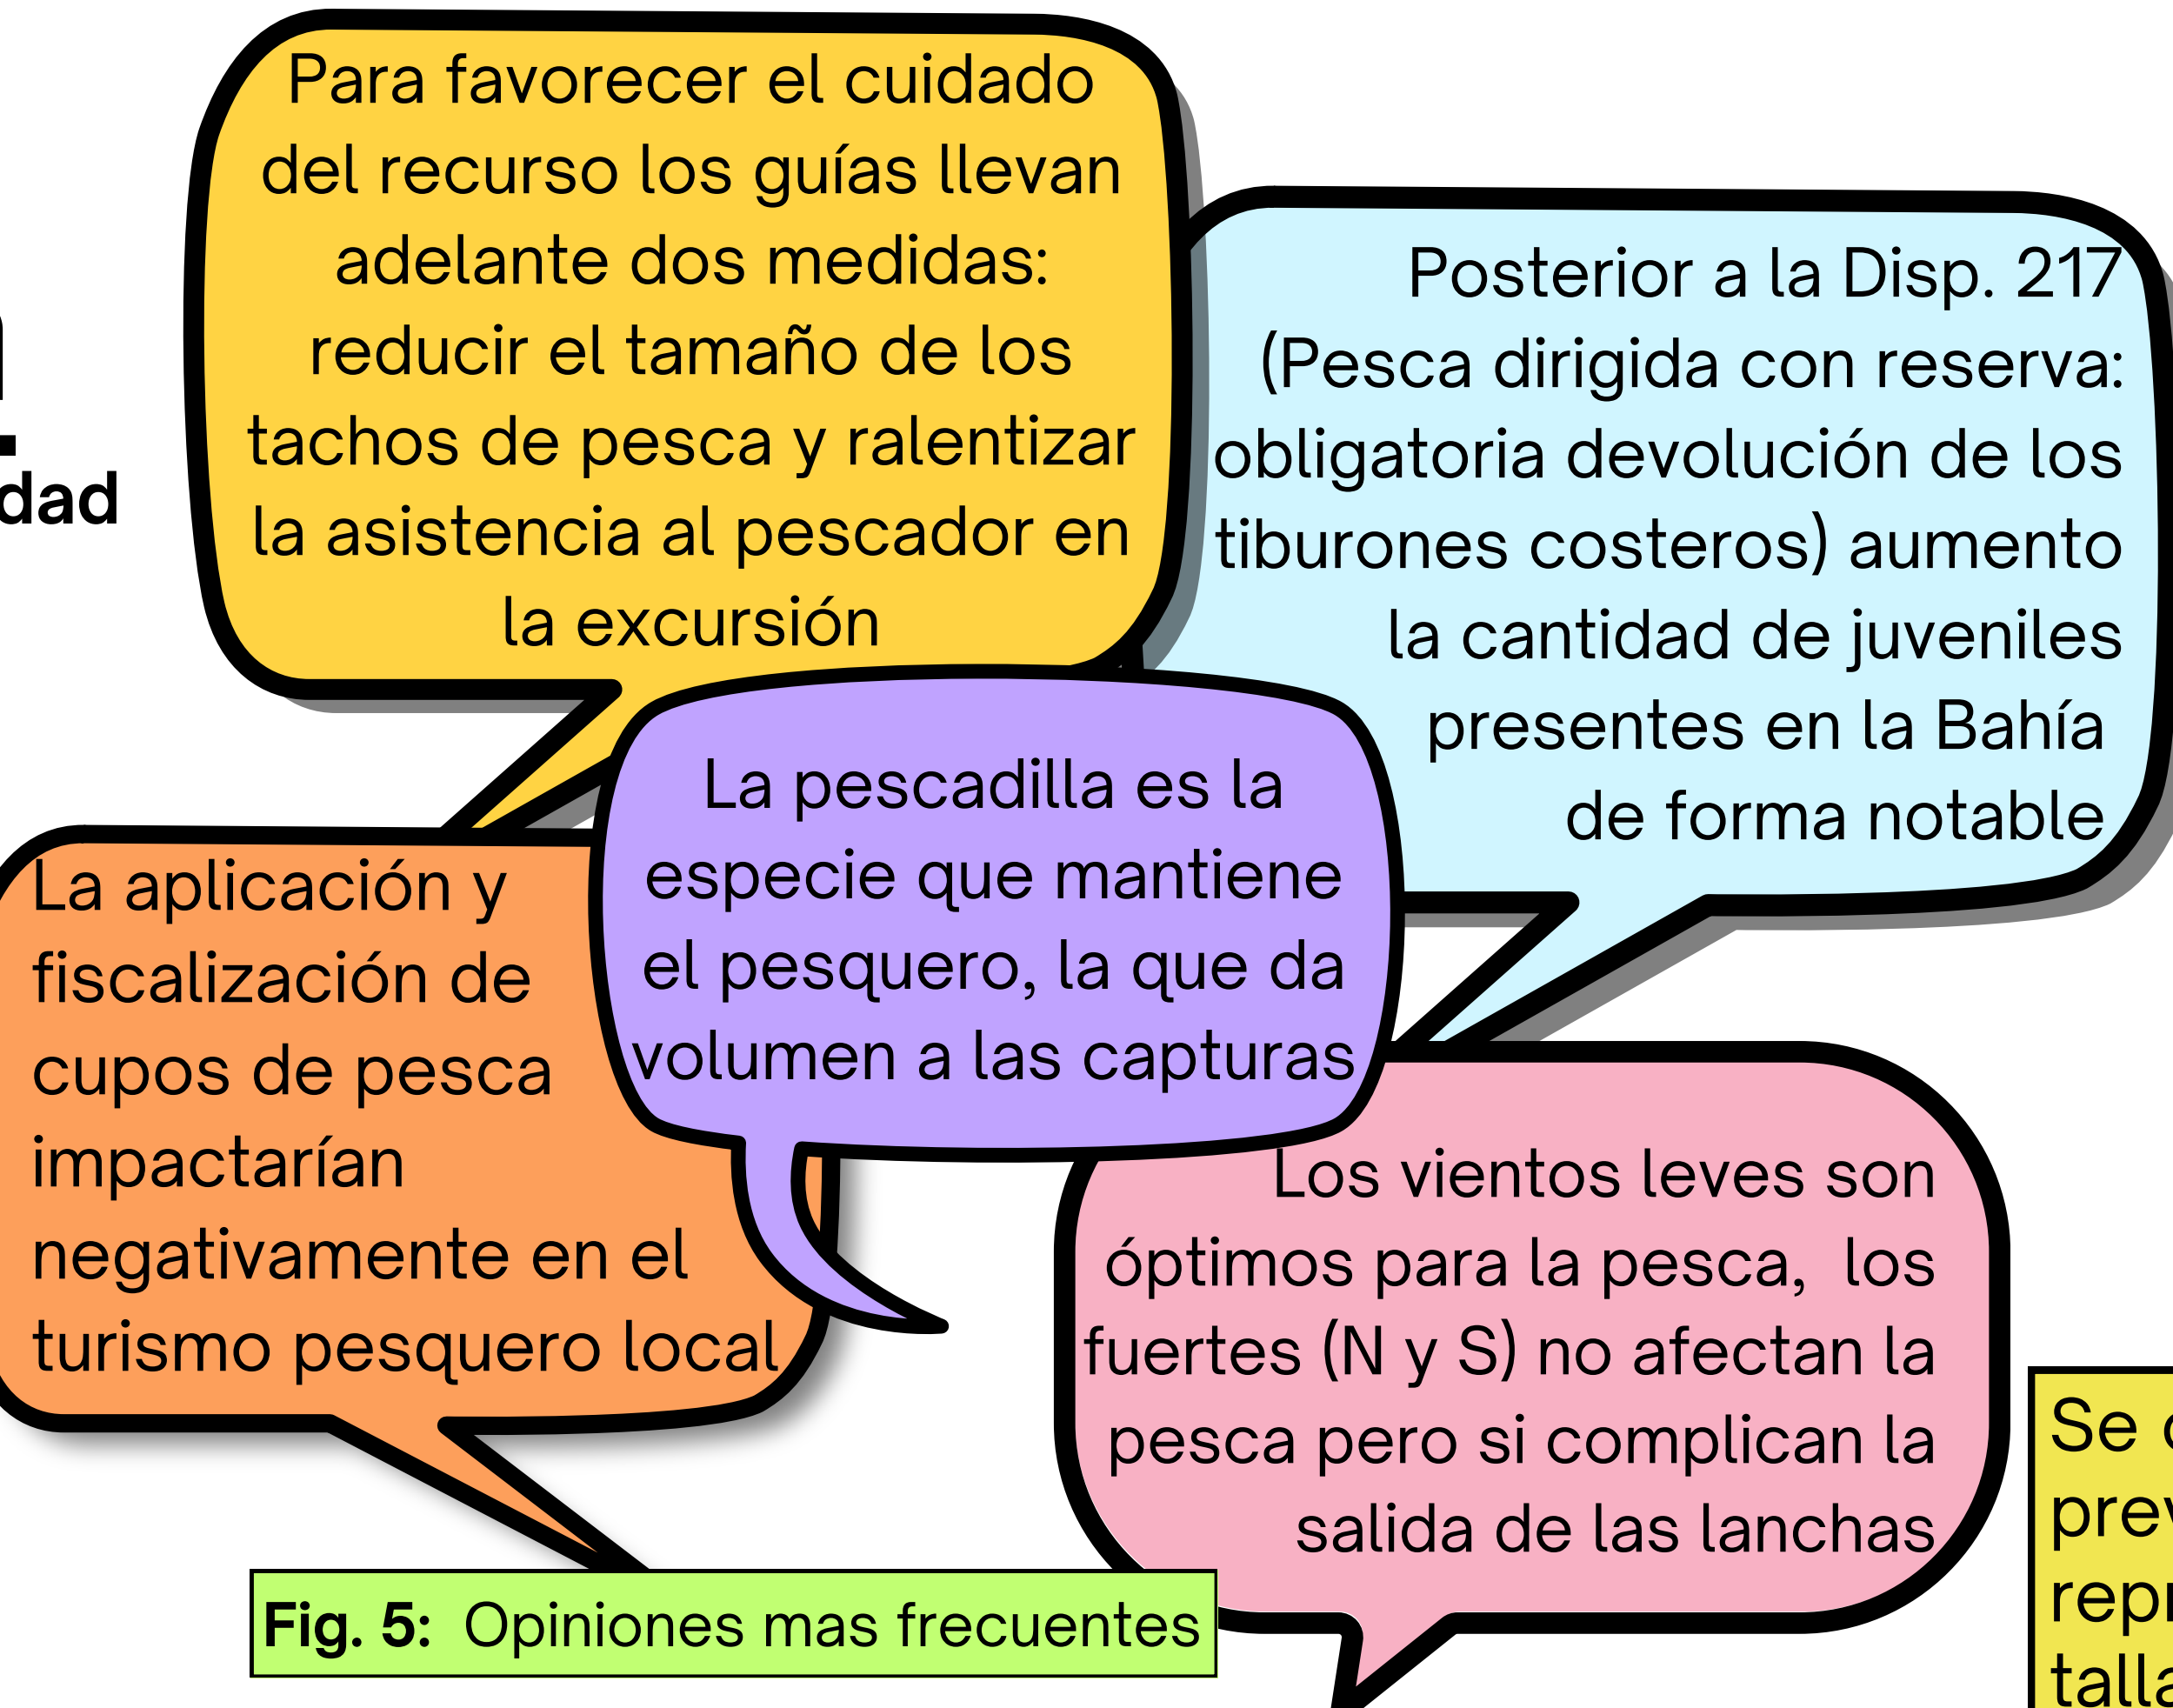 Para favorecer el cuidado
del recurso los guías llevan
adelante dos medidas:
reducir el tamaño de los
tachos de pesca y ralentizar
la asistencia al pescador en
la excursión
Posterior a la Disp. 217
(Pesca dirigida con reserva:
obligatoria devolución de los
tiburones costeros) aumento
la cantidad de juveniles
presentes en la Bahía
de forma notable
La pescadilla es la
especie que mantiene
el pesquero, la que da
volumen a las capturas
La aplicación y
fiscalización de
cupos de pesca
impactarían
negativamente en el
turismo pesquero local
Los vientos leves son
óptimos para la pesca, los
fuertes (N y S) no afectan la
pesca pero si complican la
salida de las lanchas
Fig. 5: Opiniones mas frecuentes
dad
Se